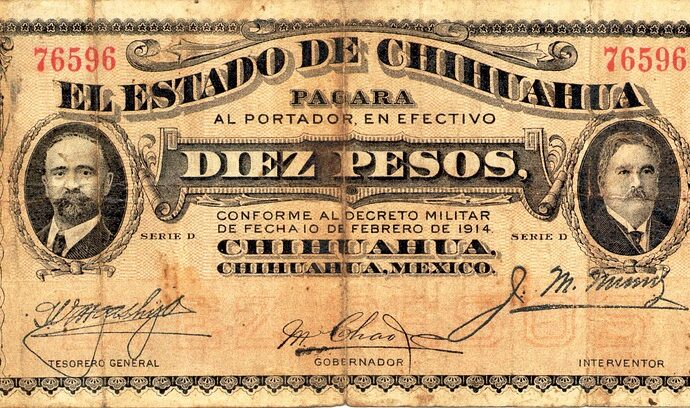 76596 76596
EL ESTADO DE CHIHUAHUA
PAGARA
AL PORTADOR, EN EFECTIVO
DIEZ PESOS,
CONFORME AL DECRETO MILITAR
DE FECHA 10 DE FEBRERO DE 1914.
SERIE D SERIE D
CHIHUAHUA,
CHIHUAHUA, MEXICO.
TESORERO GENERAL GOBERNADOR INTERVENTOR